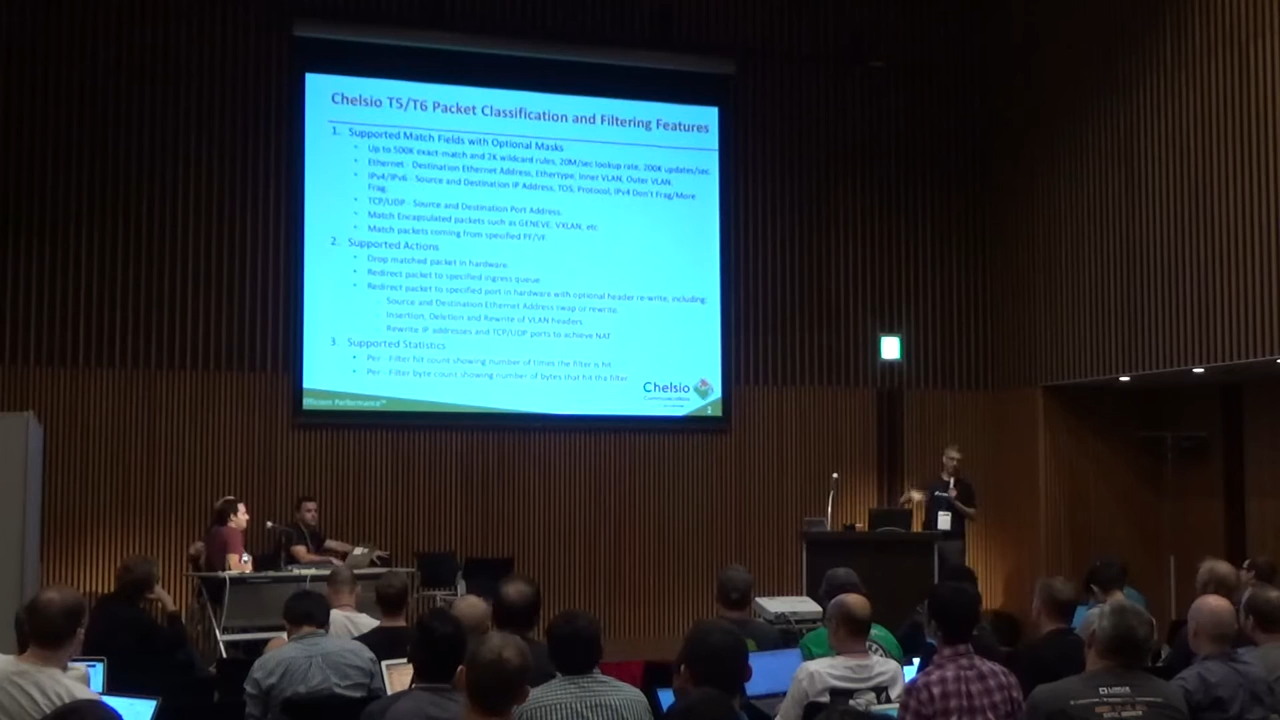 Chelsio T5/T6 Packet Classification and Filtering Features
1. Supported Match Fields with Optional Masks
• Up to 500K exact-match and 2K wildcard rules, 20M/sec lookup rate, 200K updates/sec.
• Ethernet - Destination Ethernet Address, Ethertype, Inner VLAN, Outer VLAN.
• IPv4/IPv6 - Source and Destination IP Address, TOS, Protocol, IPv4 Don't Frag/More
Frag.
• TCP/UDP - Source and Destination Port Address.
• Match Encapsulated packets such as GENEVE, VXLAN, etc
• Match packets coming from specified PF/VF
2. Supported Actions
• Drop matched packet in hardware.
• Redirect packet to specified ingress queue.
• Redirect packet to specified port in hardware with optional header re-write, including:
Source and Destination Ethernet Address swap or rewrite.
Insertion, Deletion and Rewrite of VLAN headers.
Rewrite IP addresses and TCP/UDP ports to achieve NAT
3. Supported Statistics
• Per - Filter hit count showing number of times the filter is hit.
• Per - Filter byte count showing number of bytes that hit the filter.
Chelsio
Communications
Efficient Performance™
2